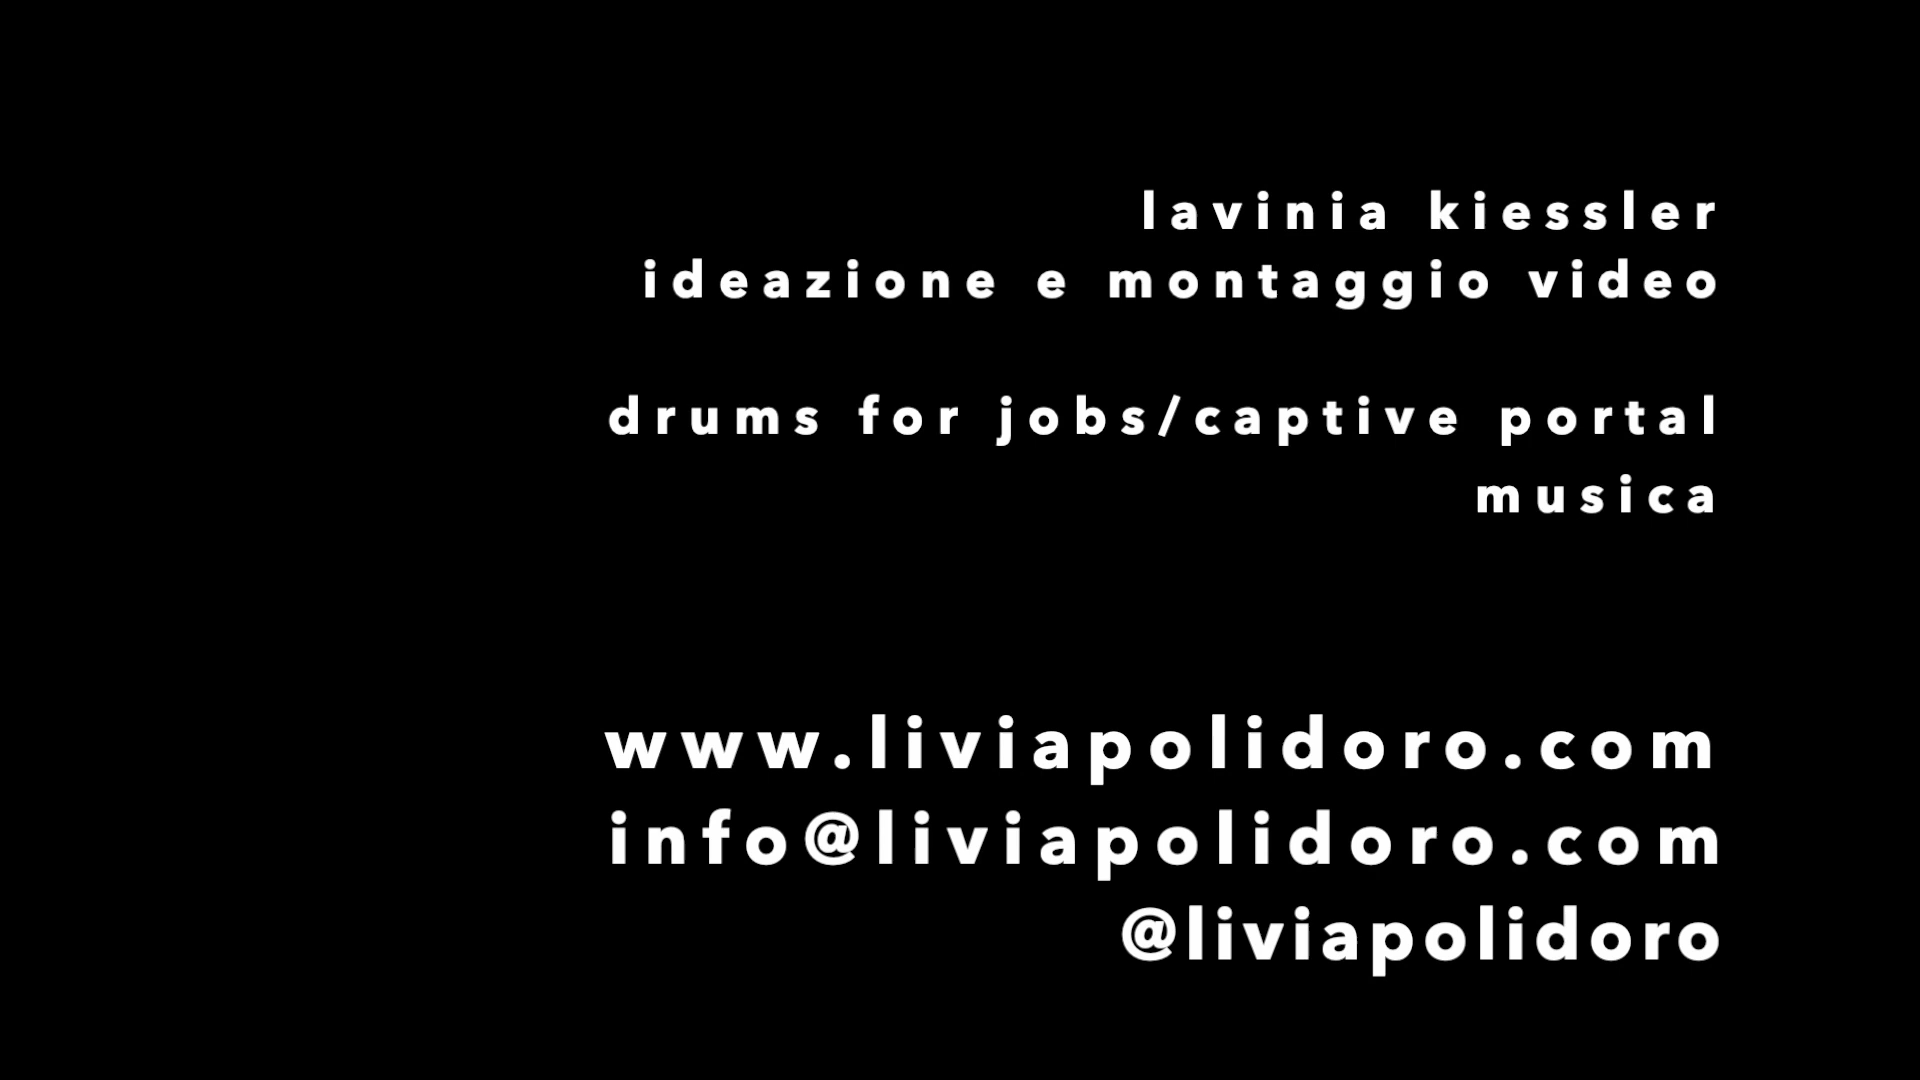 lavinia kiessler
ideazione e montaggio video
drums for jobs/captive portal
musica
www.liviapolidoro.com
info@liviapolidoro.com
@liviapolidoro